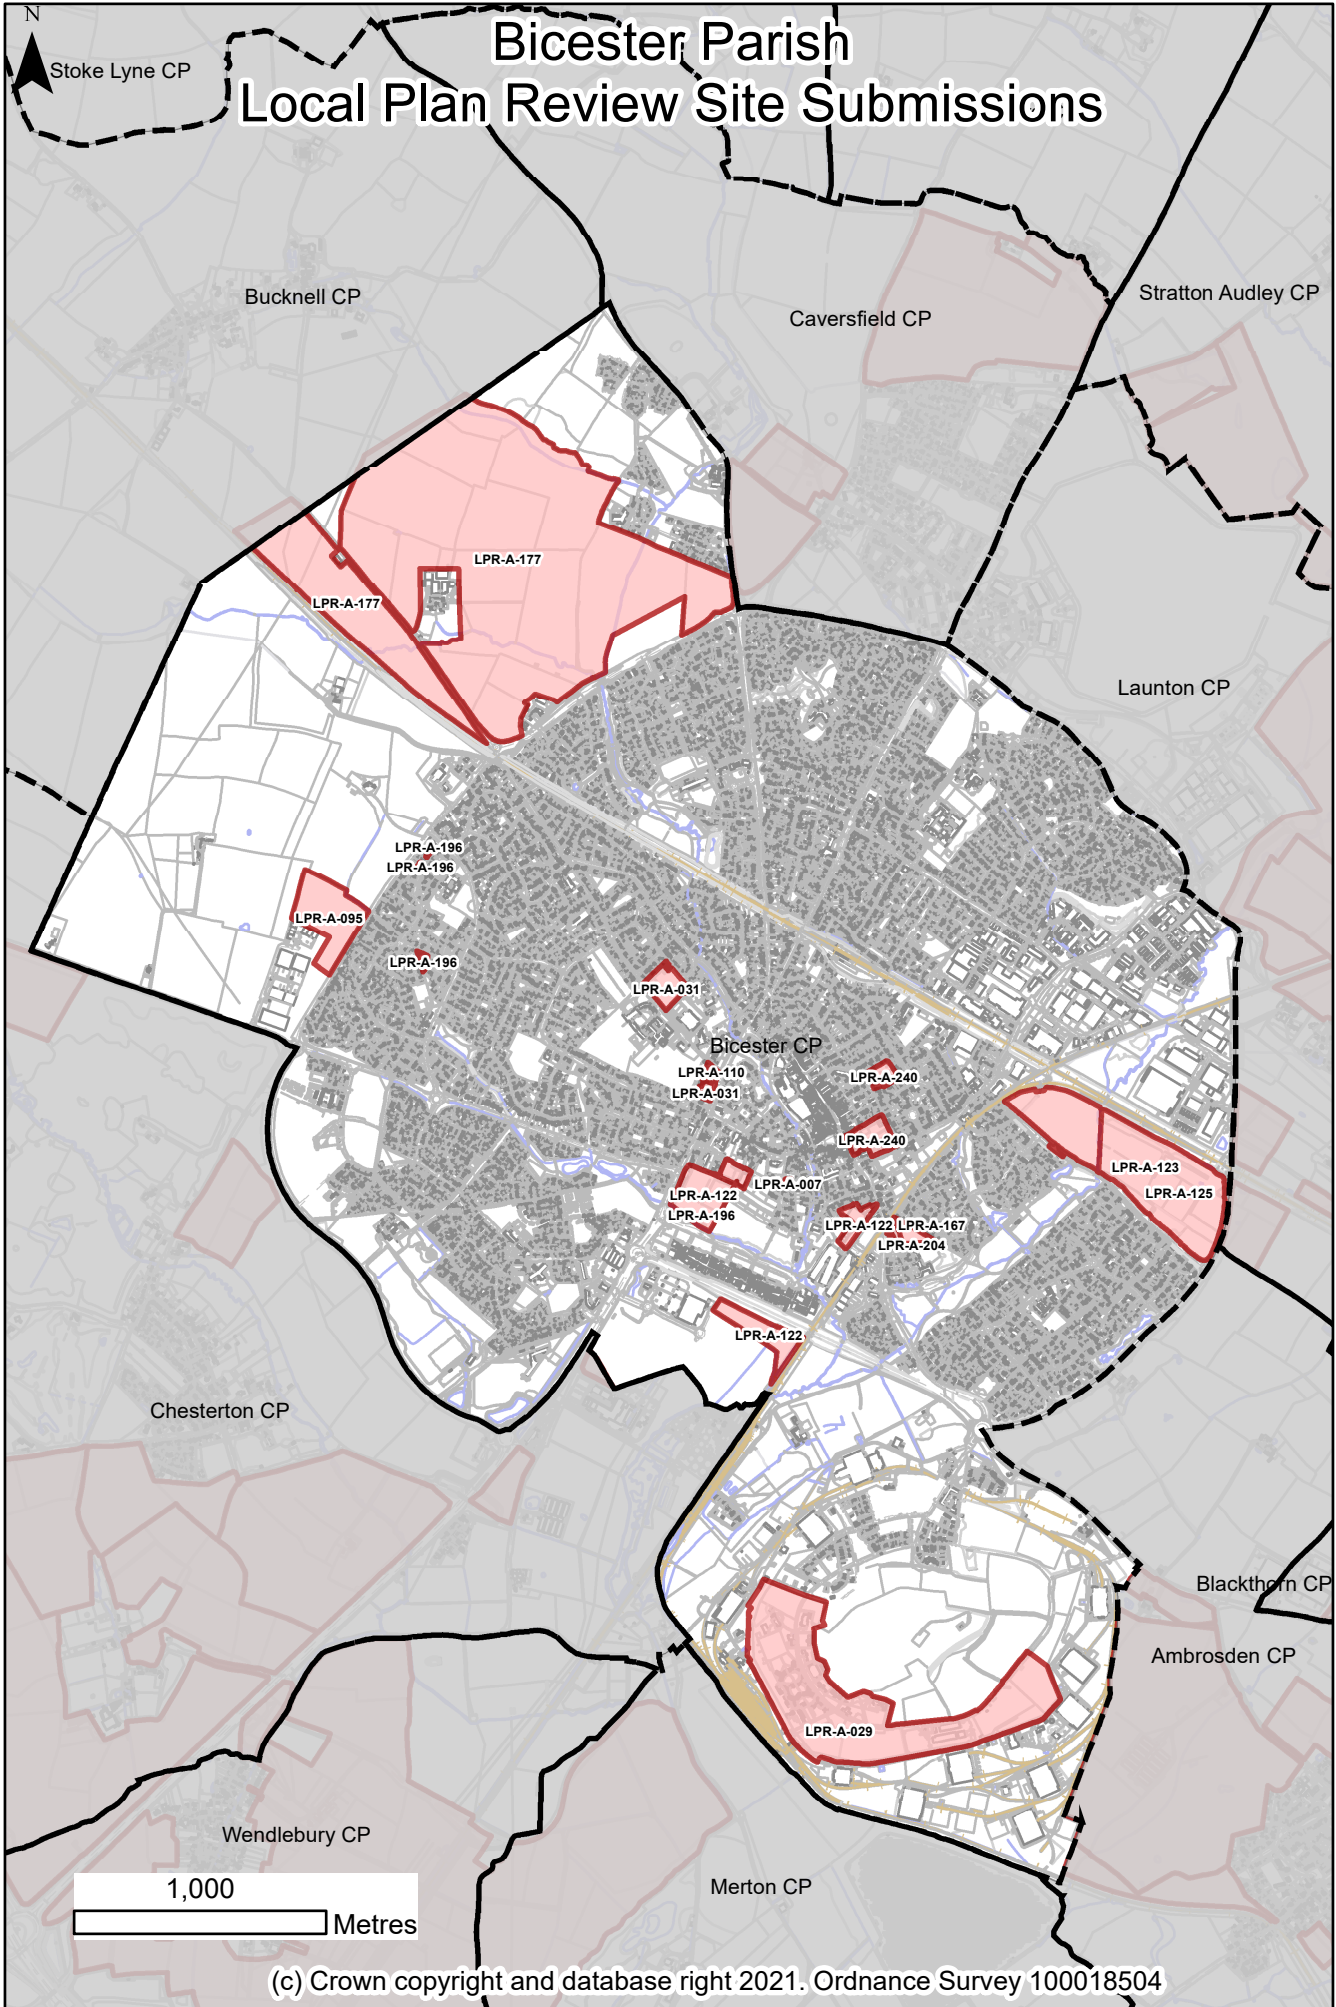 N
Bicester Parish
Local Plan Review Site Submissions
Stoke Lyne CP
Bucknell CP
Stratton Audley CP
Caversfield CP
LPR-A-177
LPR-A-177
Launton CP
LPR-A-196
LPR-A-196
LPR-A-095
LPR-A-196
LPR-A-031
Bicester CP
LPR-A-110
LPR-A-240
LPR-A-031
LPR-A-240
LPR-A-123
LPR-A-007
LPR-A-125
LPR-A-122
LPR-A-196
LPR-A-122
LPR-A-167
LPR-A-204
LPR-A-122
Chesterton CP
Blackthorn CP
Ambrosden CP
LPR-A-029
Wendlebury CP
Merton CP
1,000
Metres
(c) Crown copyright and database right 2021. Ordnance Survey 100018504